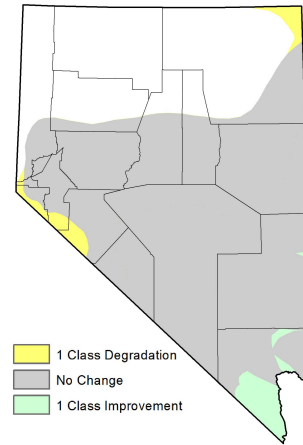 1 Class Degradation
No Change
1 Class Improvement